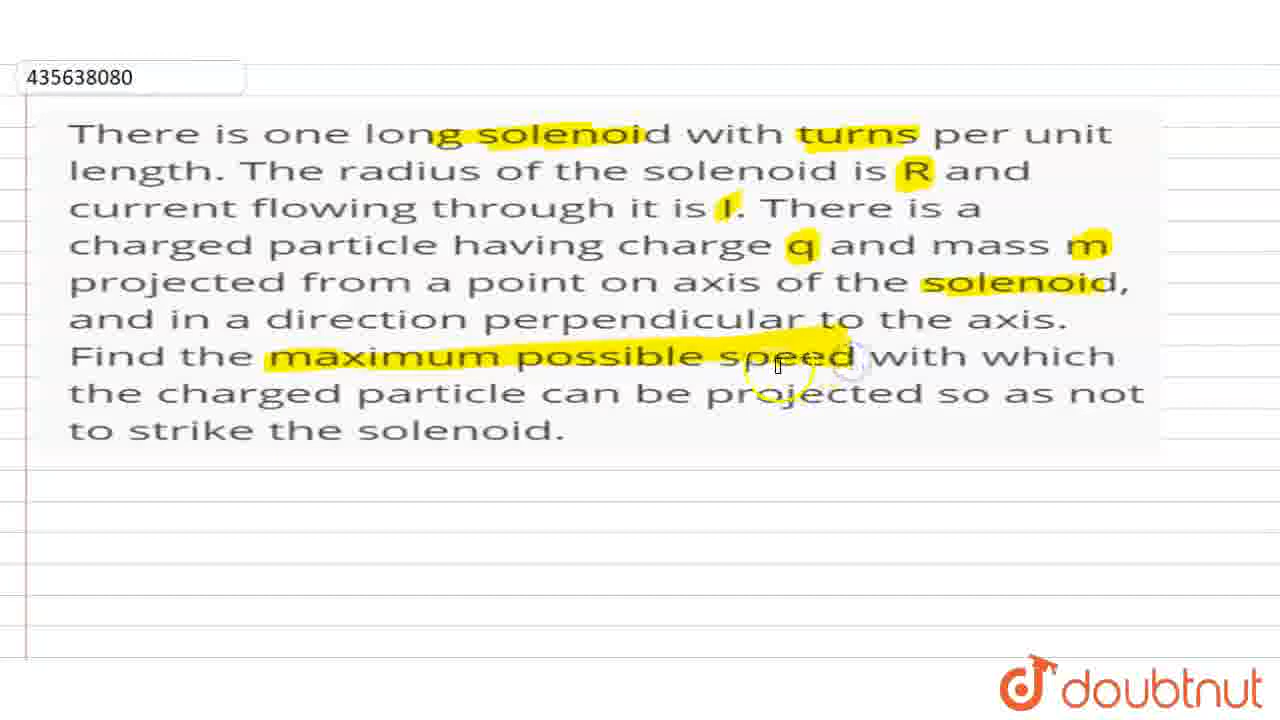 435638080
There is one long solenoid with turns per unit
length. The radius of the solenoid is R and
current flowing through it is I. There is a
charged particle having charge q and mass m
projected from a point on axis of the solenoid,
and in a direction perpendicular to the axis.
Find the maximum possible speed with which
the charged particle can be projected so as not
to strike the solenoid.
doubtnut